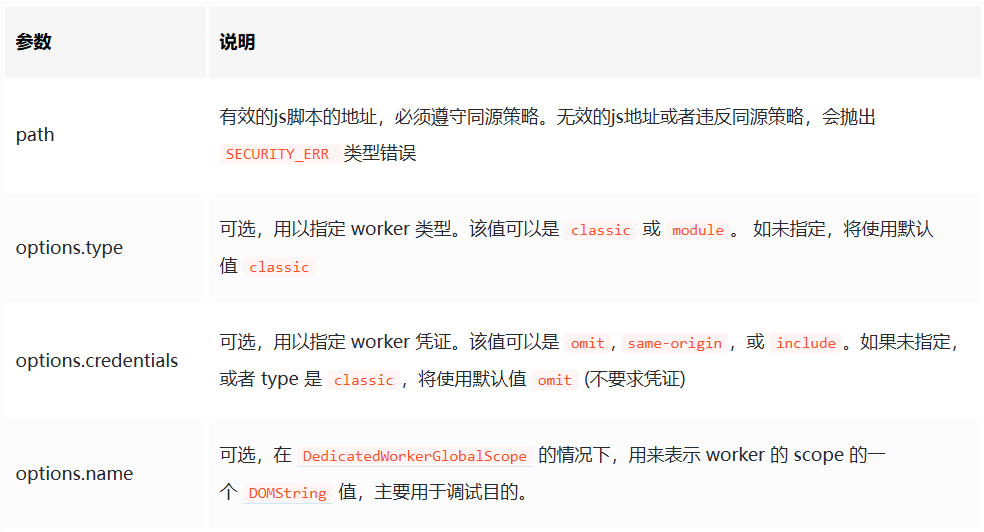 参数 说明
path
有效的js脚本的地址，必须遵守同源策略。无效的js地址或者违反同源策略，会抛出
SECURITY_ERR 类型错误
options.type
可选，用以指定 worker 类型。该值可以是 classic 或 module 。 如未指定，将使用默认
值 classic
options.credentials
可选，用以指定 worker 凭证。该值可以是 omit , same-origin ，或 include 。如果未指定，
或者 type 是 classic ，将使用默认值 omit (不要求凭证)
options.name
可选，在 DedicatedWorkerGlobalScope 的情况下，用来表示 worker 的 scope 的一
个 DOMString 值，主要用于调试目的。